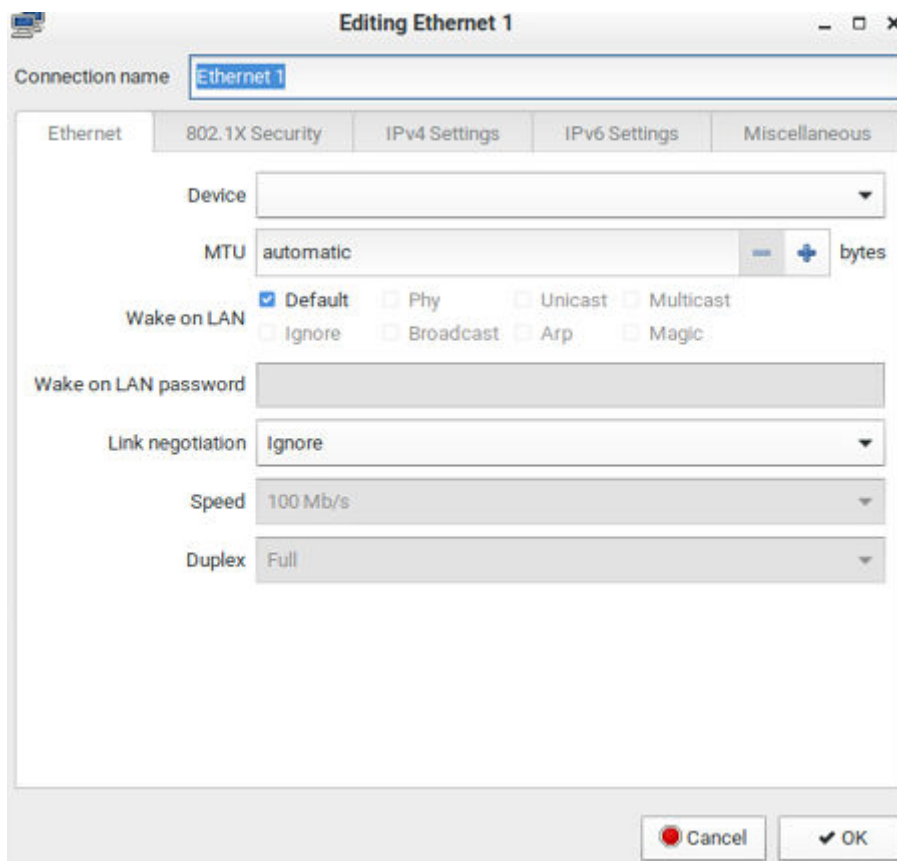 Editing Ethernet 1
Connection name Ethernet 1
Ethernet 802.1X Security IPv4 Settings IPv6 Settings Miscellaneous
Device
MTU automatic bytes
Wake on LAN
Default Phy Unicast Multicast
Ignore Broadcast Arp Magic
Wake on LAN password
Link negotiation Ignore
Speed 100 Mb/s
Duplex Full
Cancel OK